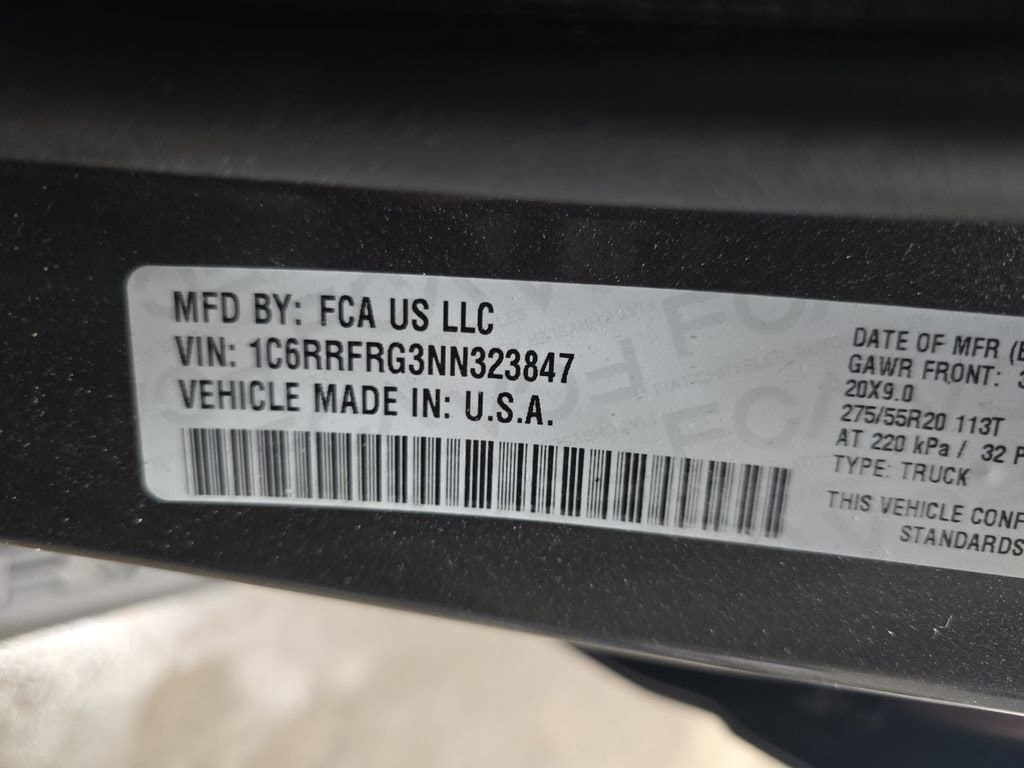 MFD BY: FCA US LLC
VIN: 1C6RRFRG3NN323847
VEHICLE MADE IN: U.S.A.
DATE OF MFR
GAWR FRONT:
20X9.0
275/55R20 113T
AT 220 kPa / 32
TYPE: TRUCK
THIS VEHICLE
STANDARDS